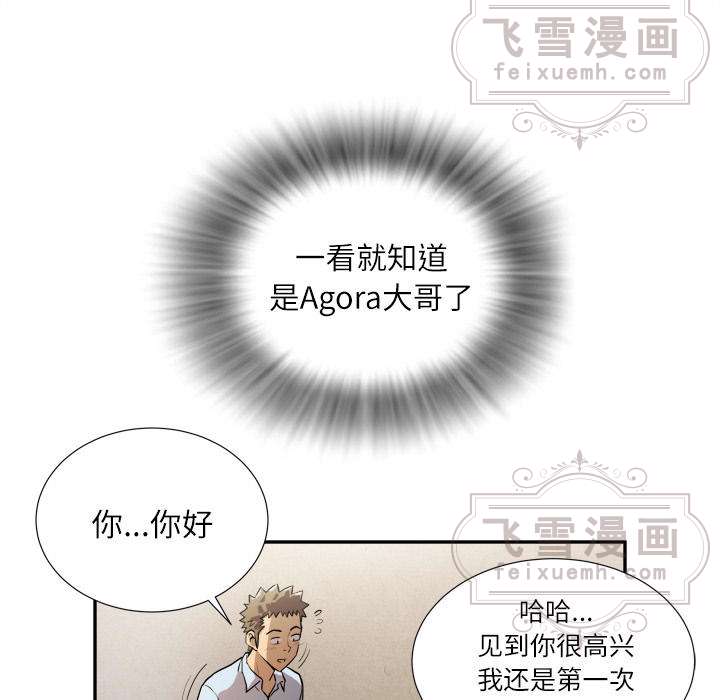 飞雪漫画
feixuemh.com
一看就知道
是Agora大哥了
你...你好
飞雪漫画
feixuemh.com
哈哈...
见到你很高兴
我还是第一次